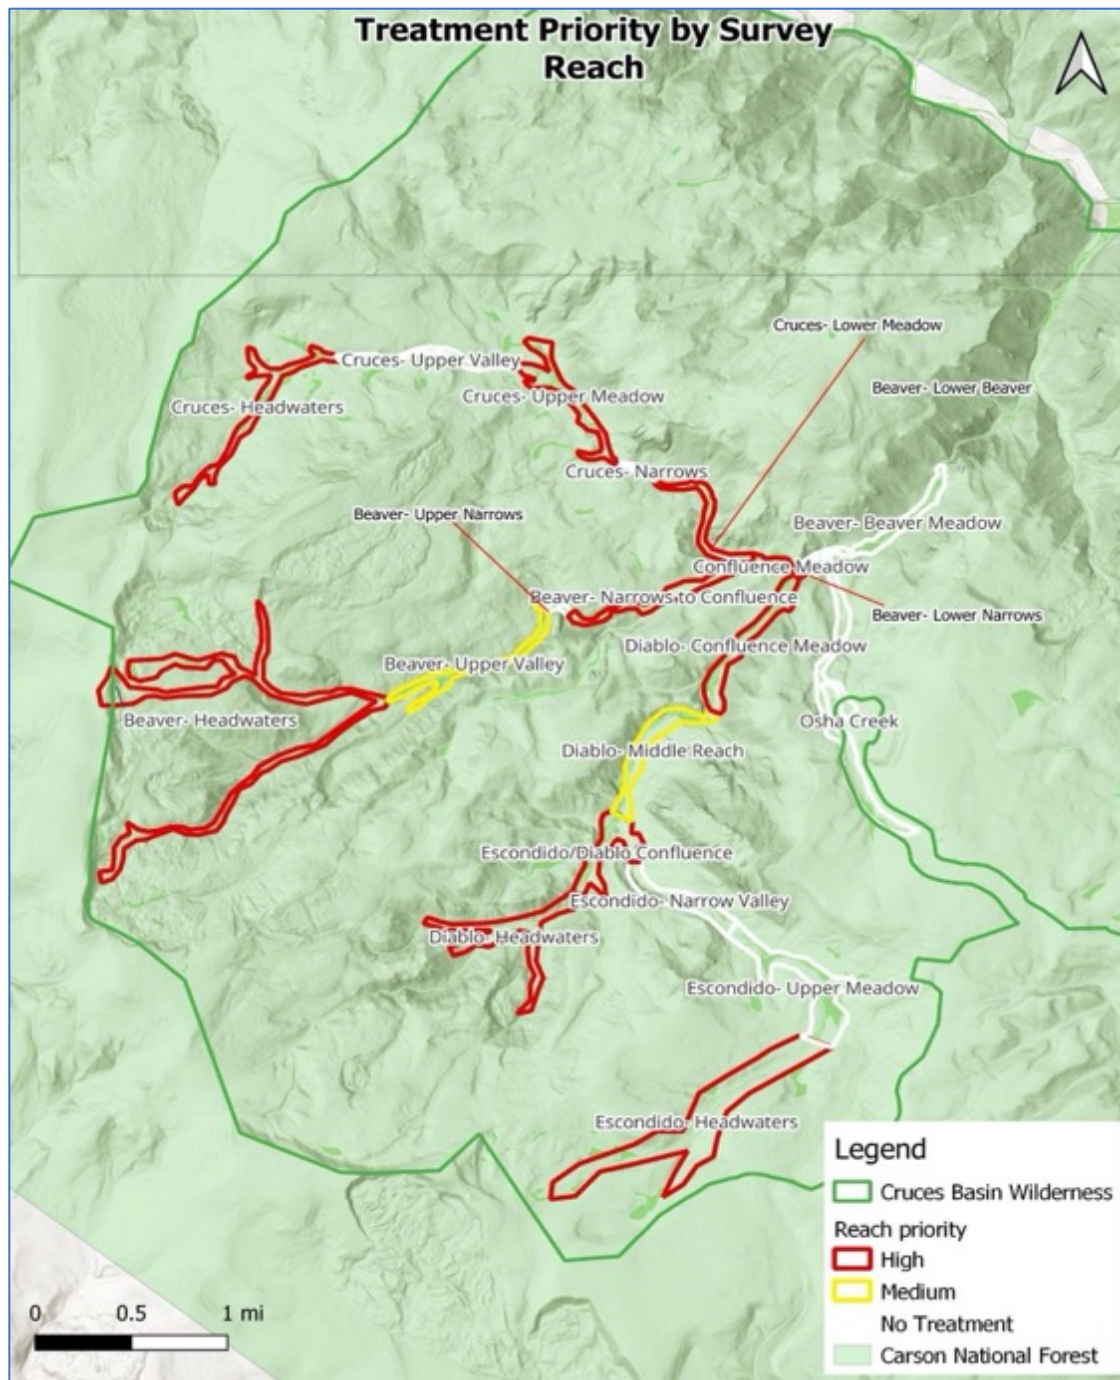 Treatment Priority by Survey
Reach
Cruces- Lower Meadow
Cruces- Upper Valley
Beaver- Lower Beaver
Cruces- Upper Meadow
Cruces- Headwaters
Cruces- Narrows
Beaver- Upper Narrows
Beaver- Beaver Meadow
Confluence Meadow
Beaver- Narrows to Confluence
Beaver- Lower Narrows
Diablo- Confluence Meadow
Beaver- Upper Valley
Beaver- Headwaters
Osha Creek
Diablo- Middle Reach
Escondido/Diablo Confluence
Escondido- Narrow Valley
Diablo- Headwaters
Escondido- Upper Meadow
Escondido- Headwaters
Legend
Cruces Basin Wilderness
Reach priority
High
Medium
No Treatment
Carson National Forest
0 0.5 1 mi